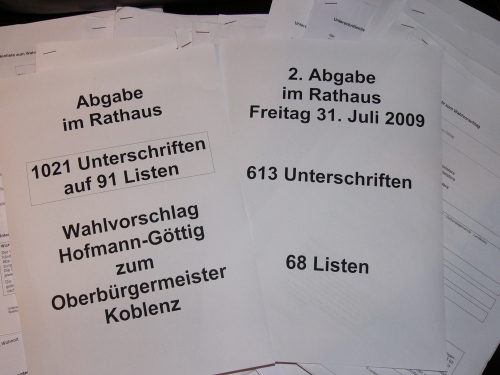 Abgabe
im Rathaus
1021 Unterschriften
auf 91 Listen
Wahlvorschlag
Hofmann-Göttig
zum
Oberbürgermeister
Koblenz
2. Abgabe
im Rathaus
Freitag 31. Juli 2009
613 Unterschriften
68 Listen